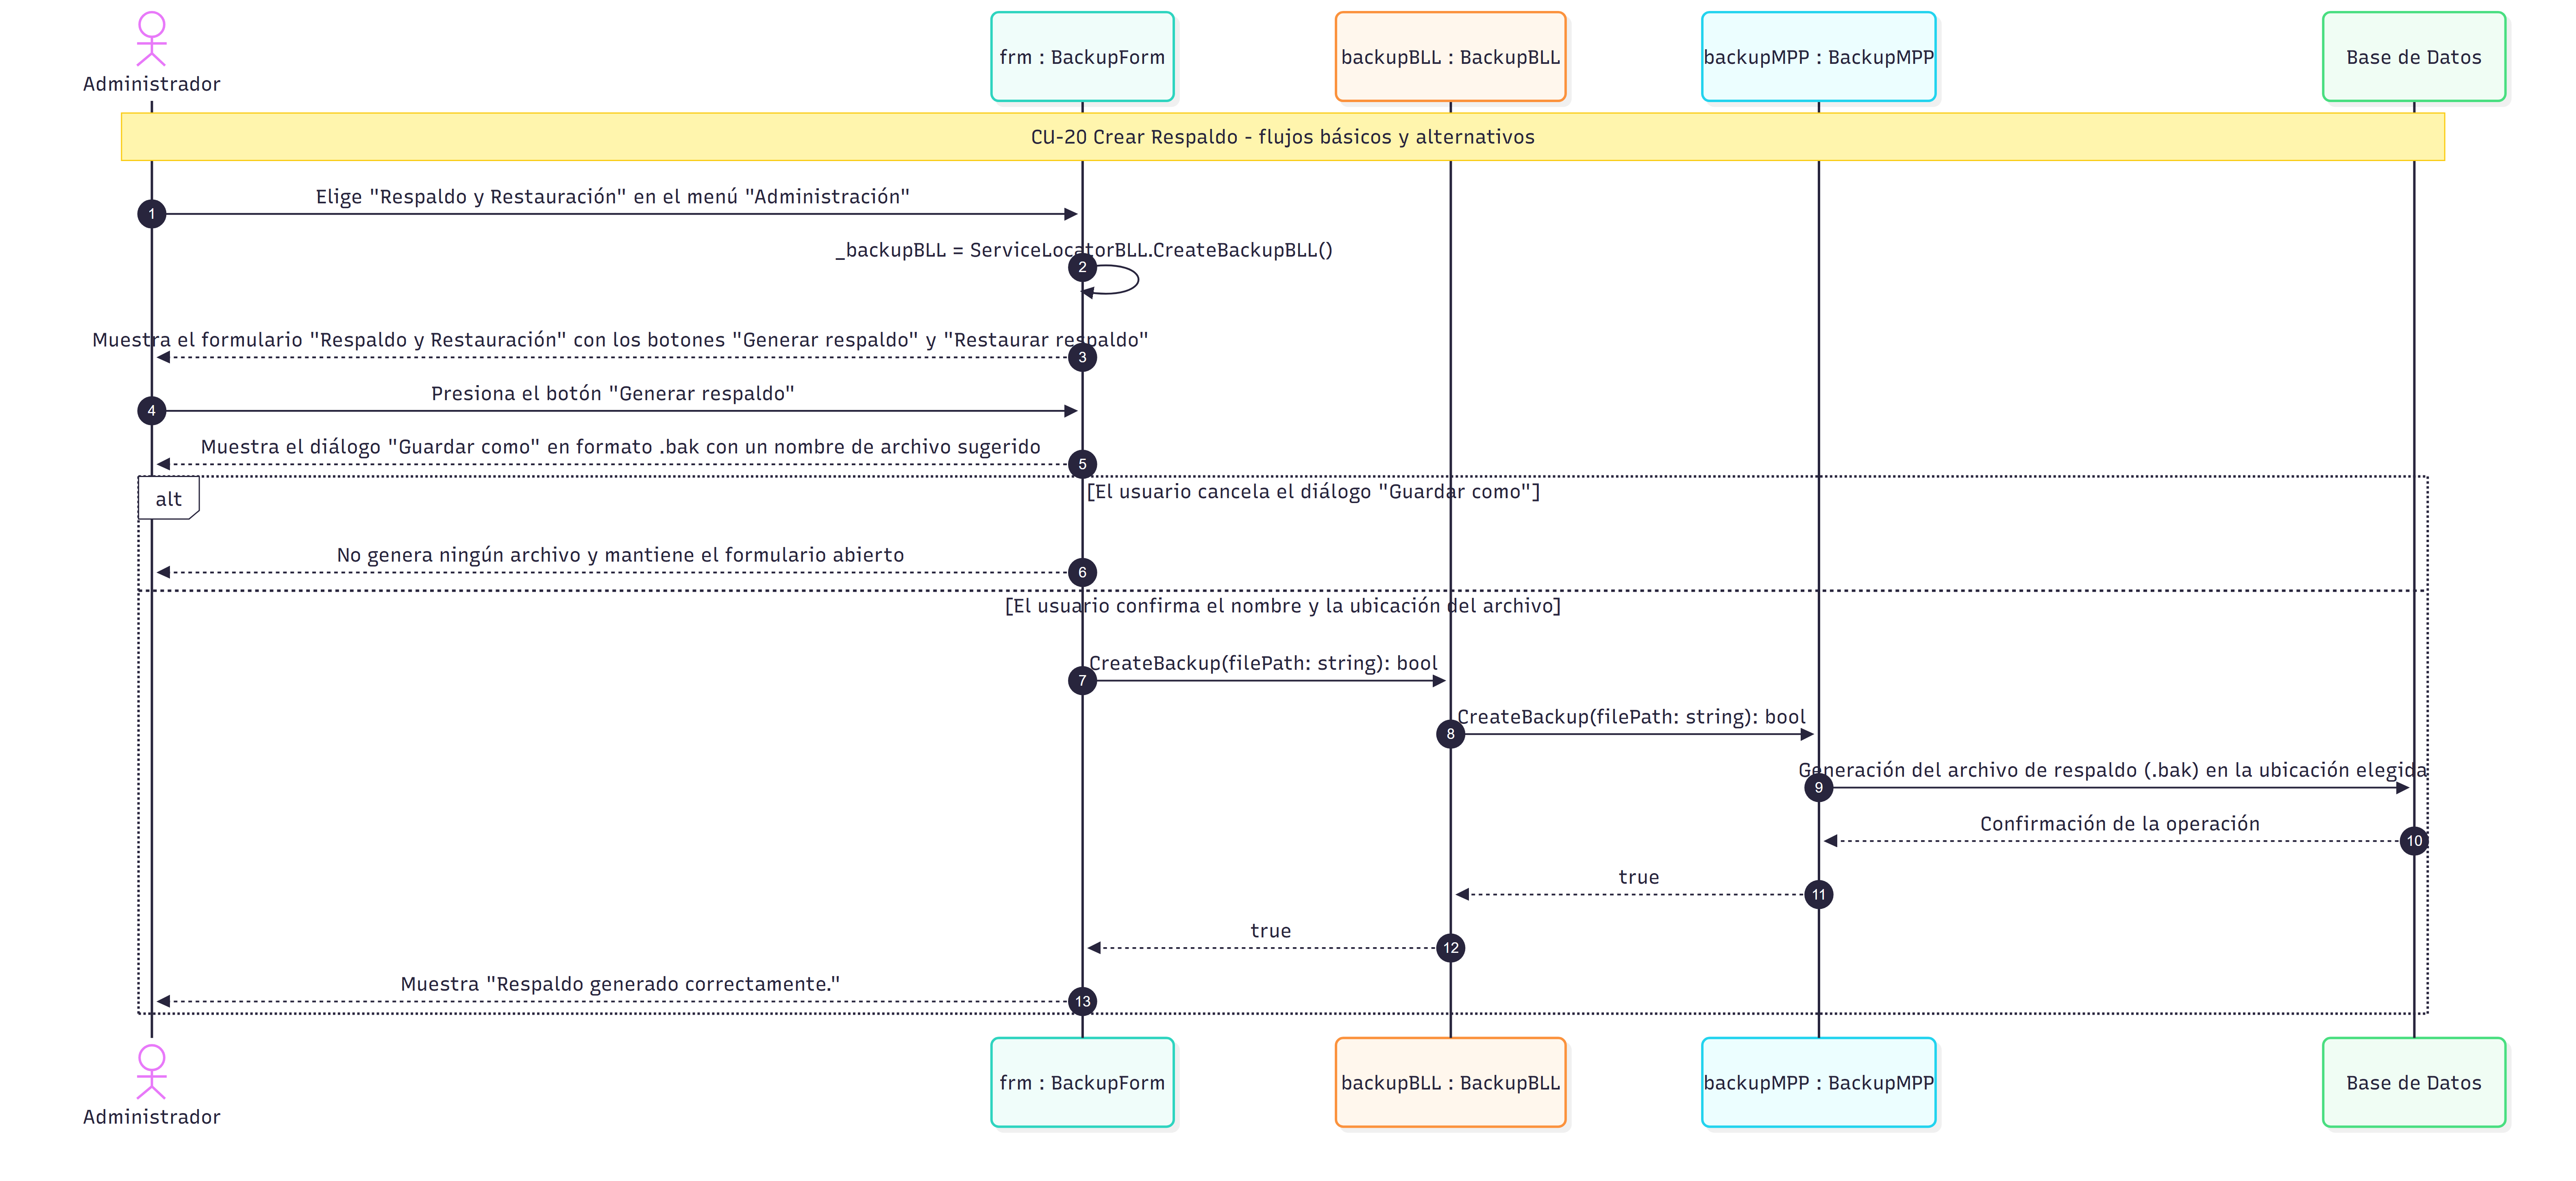 Administrador
frm : BackupForm
backupBLL : BackupBLL
backupMPP : BackupMPP
Base de Datos
CU-20 Crear Respaldo - flujos básicos y alternativos
1
Elige "Respaldo y Restauración" en el menú "Administración"
_backupBLL = ServiceLocatorBLL.CreateBackupBLL()
2
Muestra el formulario "Respaldo y Restauración" con los botones "Generar respaldo" y "Restaurar respaldo"
3
Presiona el botón "Generar respaldo"
4
Muestra el diálogo "Guardar como" en formato .bak con un nombre de archivo sugerido
5
alt
[El usuario cancela el diálogo "Guardar como"]
No genera ningún archivo y mantiene el formulario abierto
6
[El usuario confirma el nombre y la ubicación del archivo]
CreateBackup(filePath: string): bool
7
CreateBackup(filePath: string): bool
8
Generación del archivo de respaldo (.bak) en la ubicación elegida
9
Confirmación de la operación
10
true
11
true
12
Muestra "Respaldo generado correctamente."
13
Administrador
frm : BackupForm
backupBLL : BackupBLL
backupMPP : BackupMPP
Base de Datos